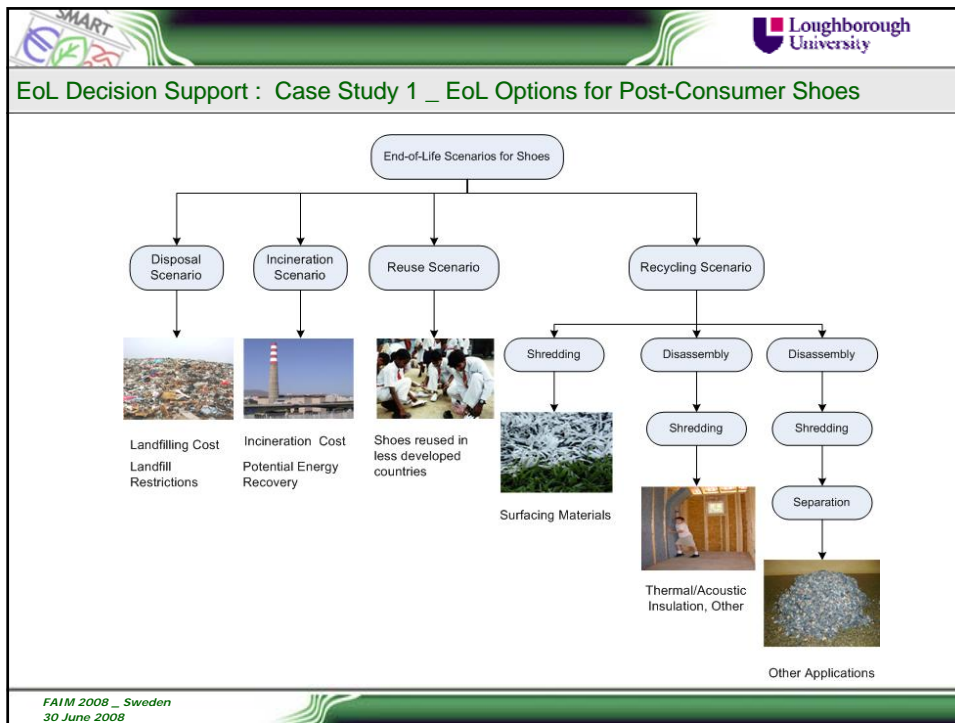 SMART
Loughborough
University
EoL Decision Support : Case Study 1 _ EoL Options for Post-Consumer Shoes
End-of-Life Scenarios for Shoes
Disposal
Scenario
Incineration
Scenario
Reuse Scenario
Recycling Scenario
Landfilling Cost
Landfill
Restrictions
Incineration Cost
Potential Energy
Recovery
Shoes reused in
less developed
countries
Shredding
Surfacing Materials
Disassembly
Shredding
Thermal/Acoustic
Insulation, Other
Disassembly
Shredding
Separation
Other Applications
FAIM 2008 _ Sweden
30 June 2008